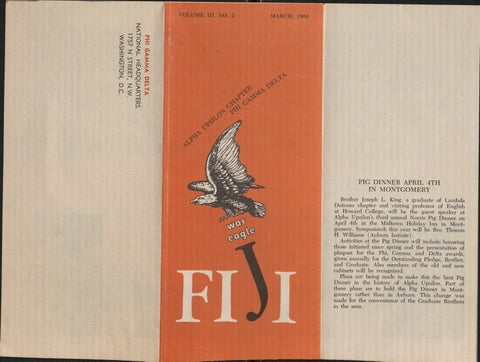 PHI GAMMA DELTA
NATIONAL HEADQUARTERS
1757 N STREET, N.W.
WASHINGTON, D.C.
VOLUME III, NO. 2
MARCH, 1964
ALPHA UPSILON CHAPTER
PHI GAMMA DELTA
war
eagle
FIJI
PIG DINNER APRIL 4TH
IN MONTGOMERY
Brother Joseph L. King, a graduate of Lambda
Deuteron chapter and visiting professor of English
at Howard College, will be the guest speaker at
Alpha Upsilon's third annual Norris Pig Dinner on
April 4th at the Midtown Holiday Inn in Mont-
gomery. Symposiarch this year will be Bro. Thomas
H. Williams (Auburn Initiate).
Activities at the Pig Dinner will include honoring
those initiated since spring and the presentation of
plaques for the Phi, Gamma and Delta awards,
given annually for the Outstanding Pledge, Brother,
and Graduate. Also members of the old and new
cabinets will be recognized.
Plans are being made to make this the best Pig
Dinner in the history of Alpha Upsilon. Part of
these plans are to hold the Pig Dinner in Mont-
gomery rather than in Auburn. This change was
made for the convenience of the Graduate Brothers
in the area.